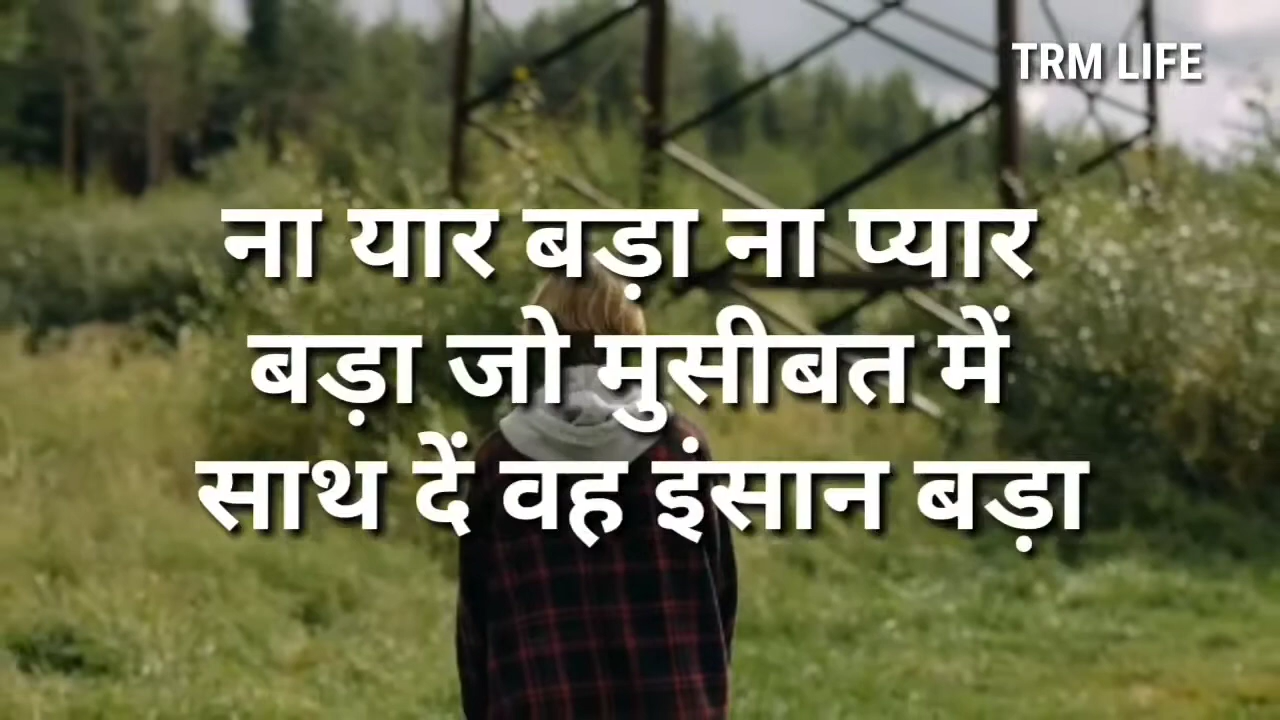 TRM LIFE
ना यार बड़ा ना प्यार
बड़ा जो मुसीबत में
साथ दें वह इंसान बड़ा